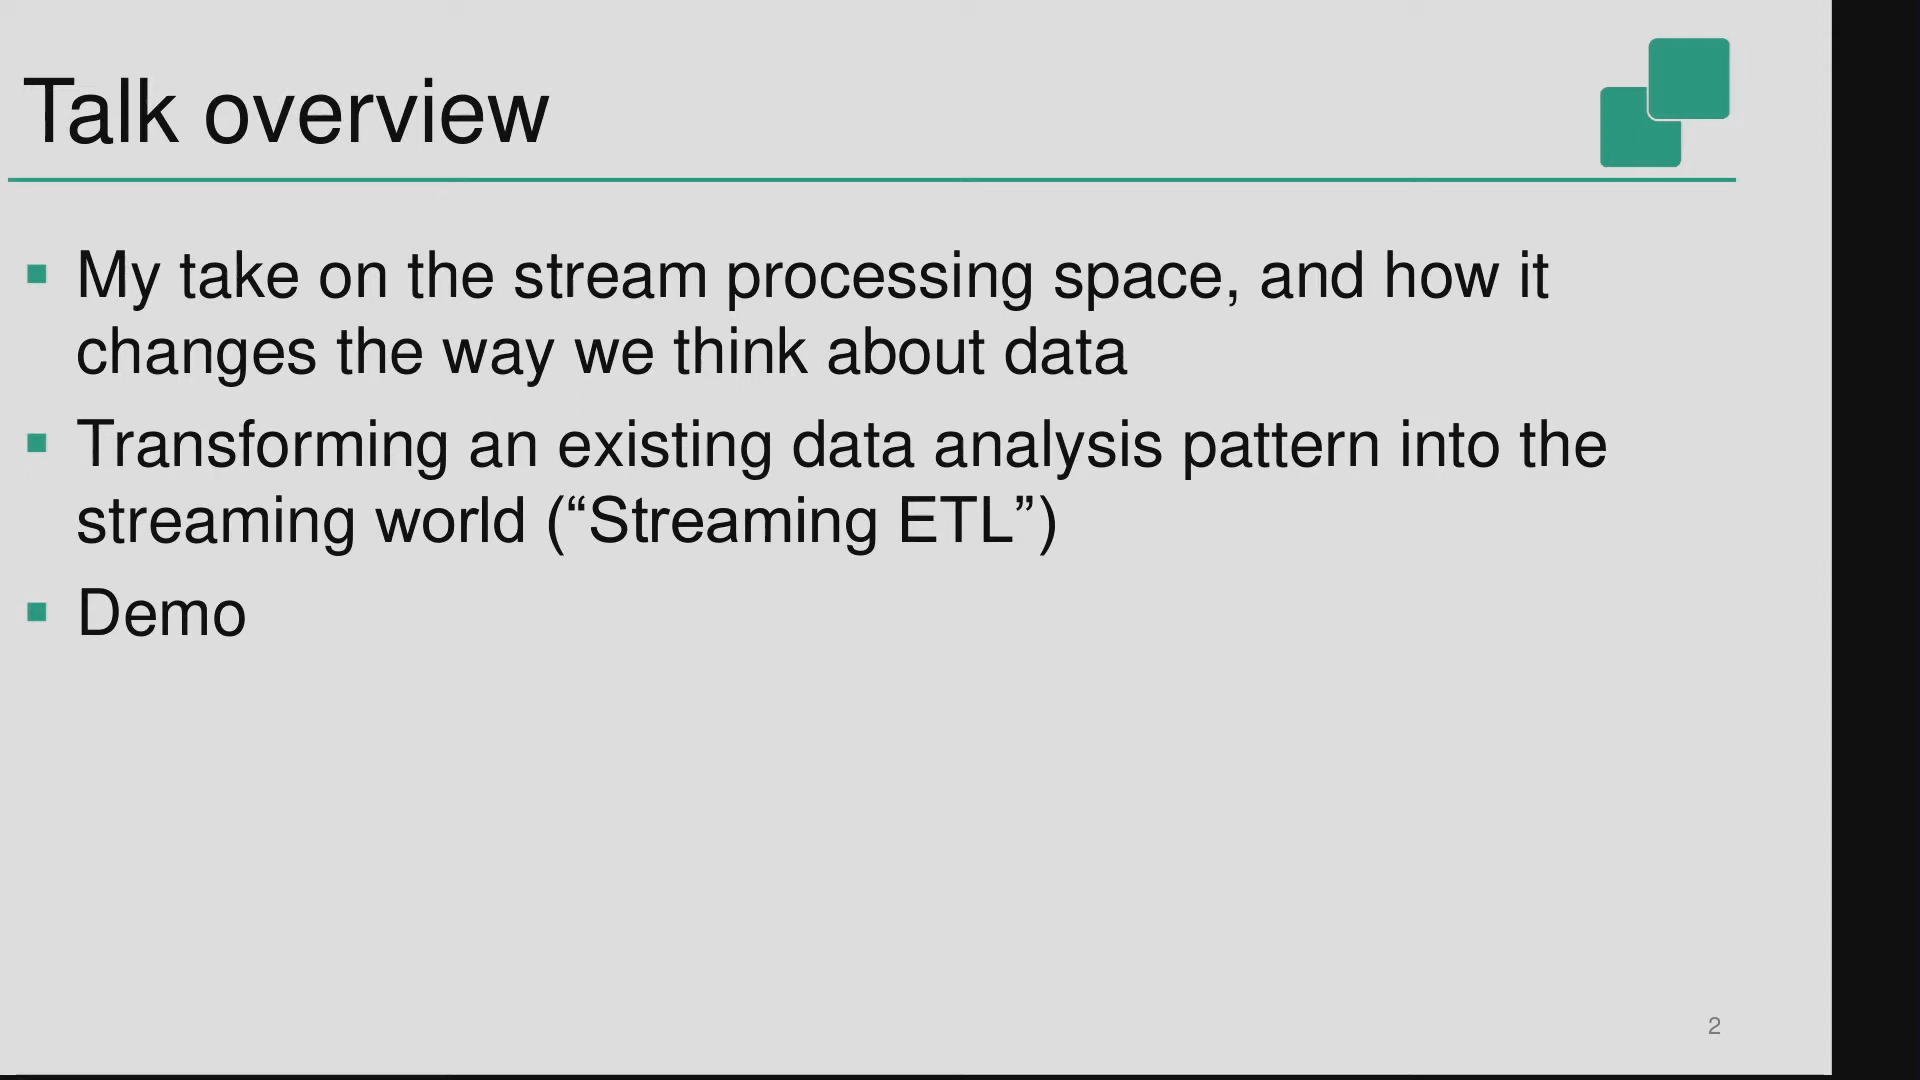 Talk overview
My take on the stream processing space, and how it
changes the way we think about data
Transforming an existing data analysis pattern into the
streaming world (“Streaming ETL”)
Demo
2